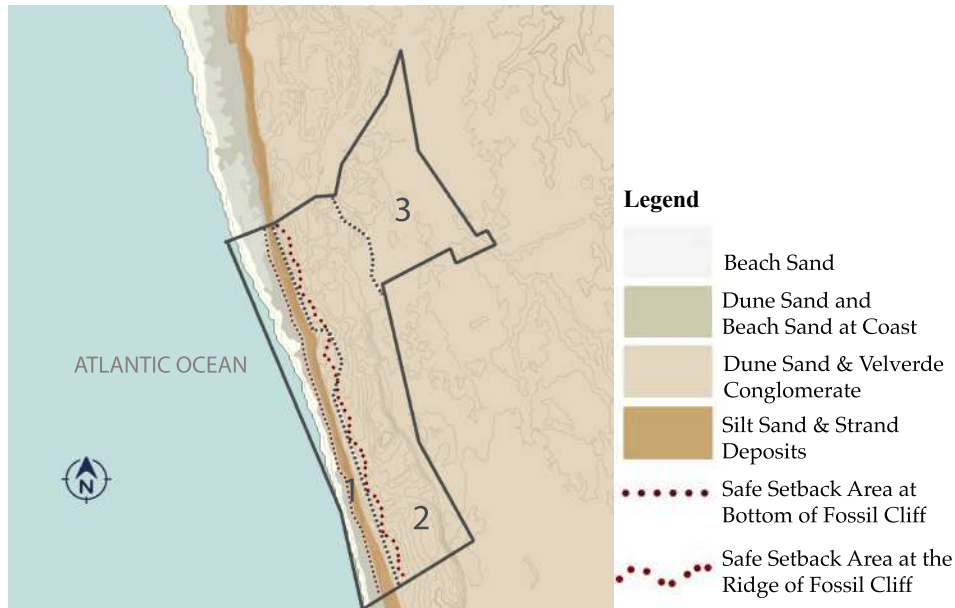 3
ATLANTIC OCEAN
N
1
2
Legend
Beach Sand
Dune Sand and
Beach Sand at Coast
Dune Sand & Velverde
Conglomerate
Silt Sand & Strand
Deposits
Safe Setback Area at
Bottom of Fossil Cliff
Safe Setback Area at the
Ridge of Fossil Cliff